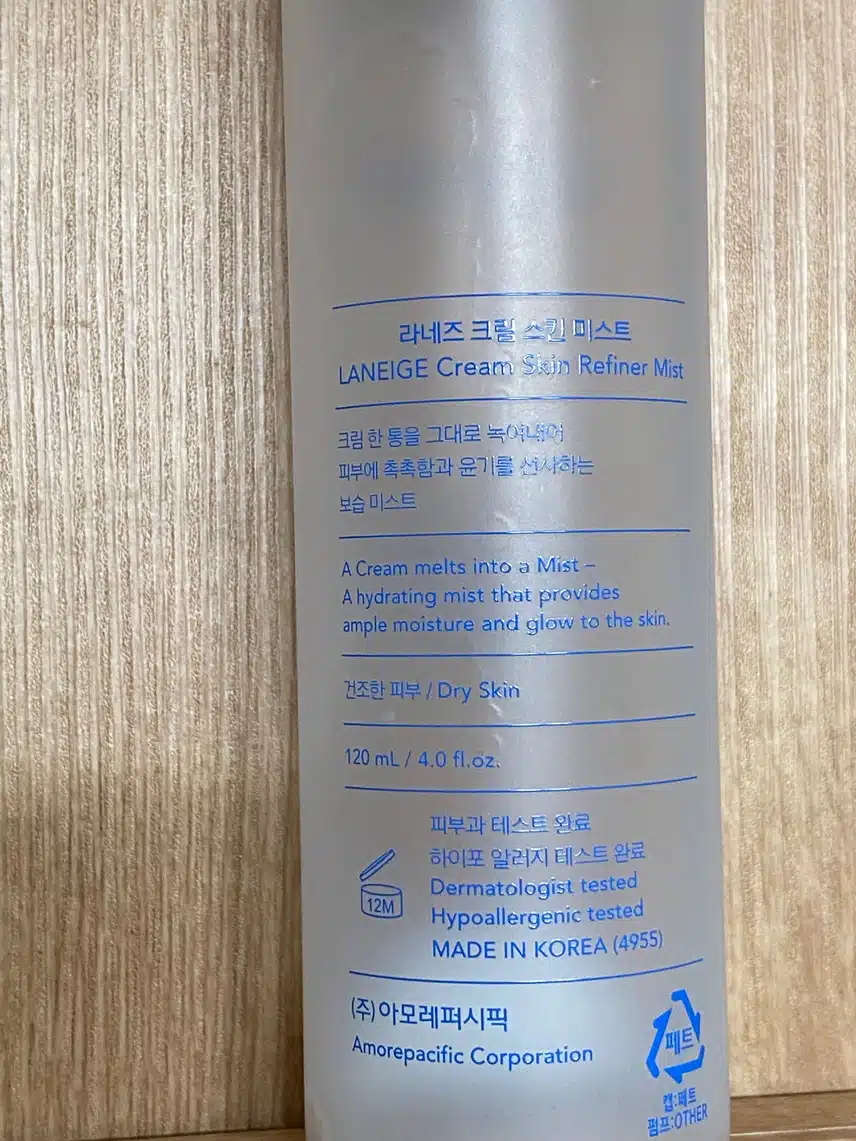 라네즈 크림 스킨 미스트
LANEIGE Cream Skin Refiner Mist
크림 한 통을 그대로 녹여내어
피부에 촉촉함과 윤기를 선사하는
보습 미스트
A Cream melts into a Mist –
A hydrating mist that provides
ample moisture and glow to the skin.
건조한 피부 / Dry Skin
120 mL / 4.0 fl.oz.
피부과 테스트 완료
하이포 알러지 테스트 완료
12M
Dermatologist tested
Hypoallergenic tested
MADE IN KOREA (4955)
(주)아모레퍼시픽
Amorepacific Corporation
페트
캡:페트
펌프:OTHER